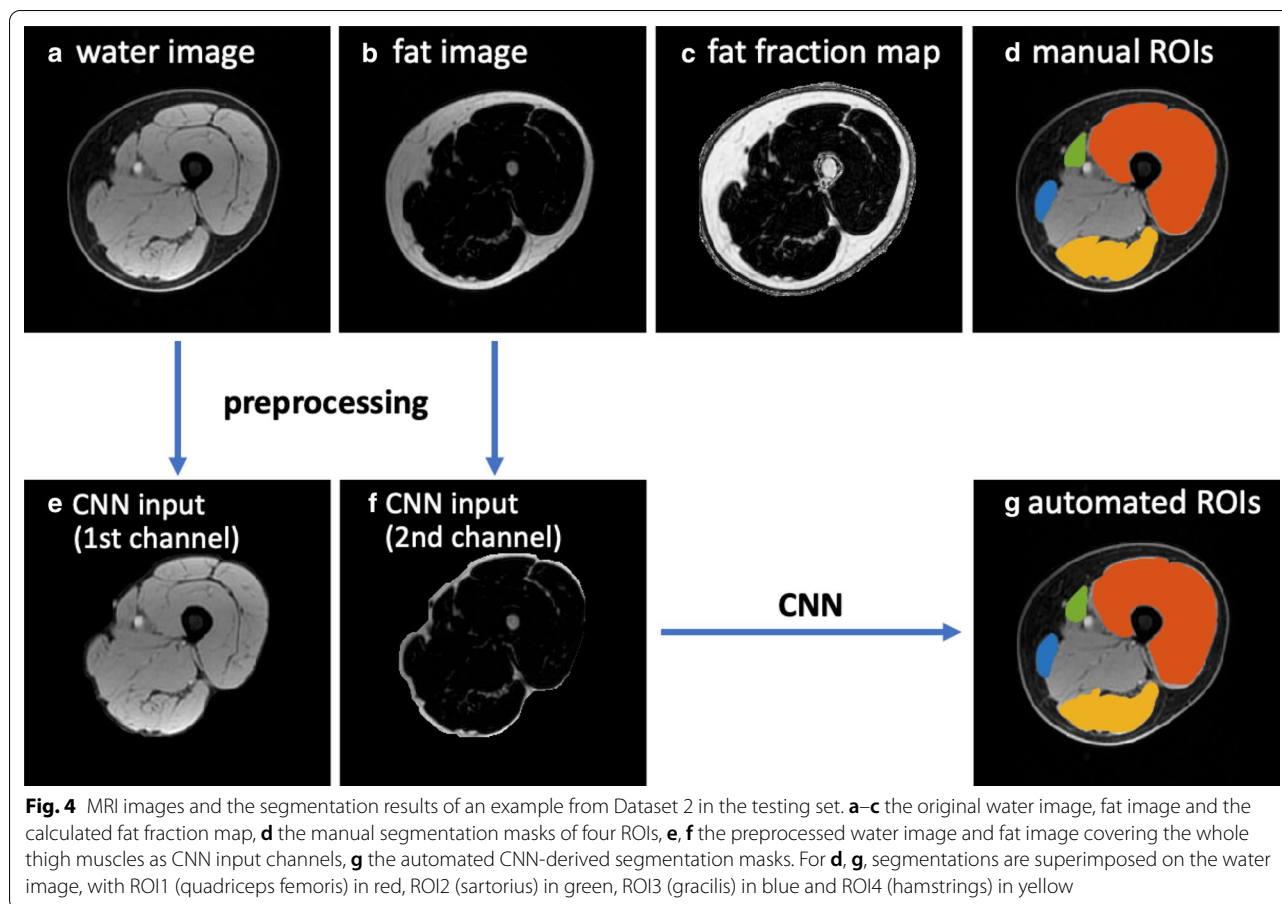 a water image
b fat image
c fat fraction map
d manual ROIs
preprocessing
e CNN input
(1st channel)
f CNN input
(2nd channel)
CNN
g automated ROIs
Fig. 4 MRI images and the segmentation results of an example from Dataset 2 in the testing set. a–c the original water image, fat image and the
calculated fat fraction map, d the manual segmentation masks of four ROIs, e, f the preprocessed water image and fat image covering the whole
thigh muscles as CNN input channels, g the automated CNN-derived segmentation masks. For d, g, segmentations are superimposed on the water
image, with ROI1 (quadriceps femoris) in red, ROI2 (sartorius) in green, ROI3 (gracilis) in blue and ROI4 (hamstrings) in yellow